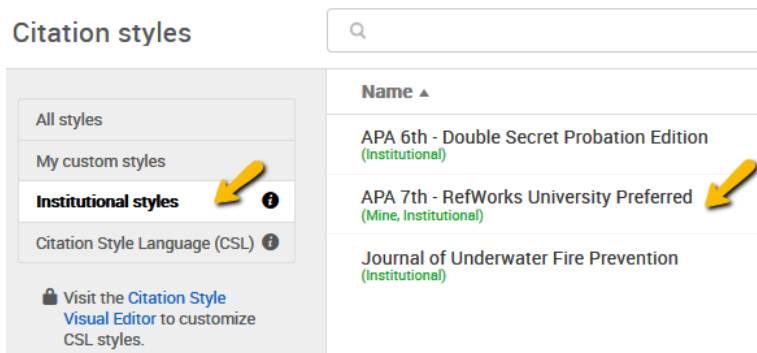 Citation styles
All styles
My custom styles
Institutional styles
Citation Style Language (CSL)
Visit the Citation Style
Visual Editor to customize
CSL styles.
Name
APA 6th - Double Secret Probation Edition
(Institutional)
APA 7th - RefWorks University Preferred
(Mine, Institutional)
Journal of Underwater Fire Prevention
(Institutional)